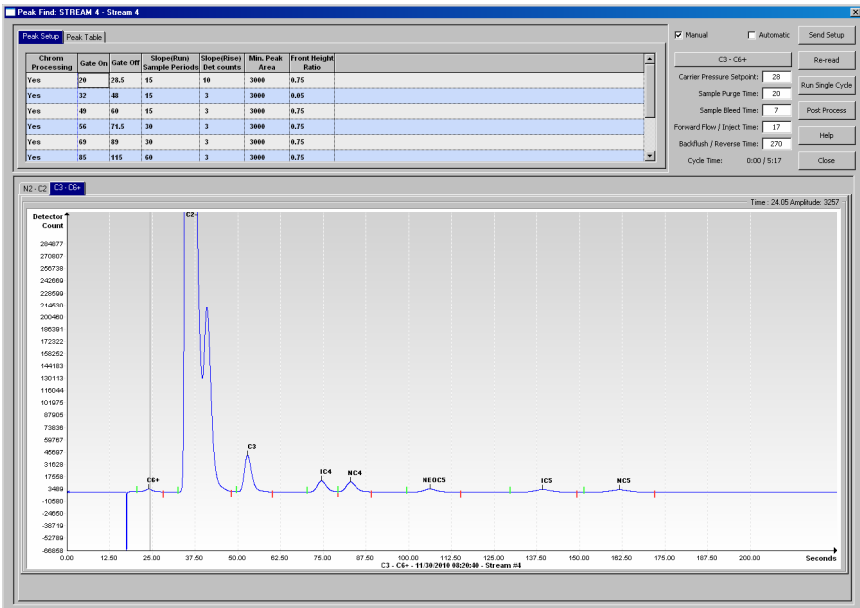 Peak Find: STREAM 4 - Stream 4
Peak Setup Peak Table
Chrom Processing Gate On Gate Off Slope(Run) Sample Periods Slope(Rise) Det counts Min. Peak Area Front Height Ratio
Yes 20 28.5 15 10 3000 0.75
Yes 32 48 15 3 3000 0.05
Yes 49 60 15 3 3000 0.75
Yes 56 71.5 30 3 3000 0.75
Yes 69 89 30 3 3000 0.75
Yes 85 115 60 3 3000 0.75
Manual Automatic
C3 - C6+
Carrier Pressure Setpoint: 28
Sample Purge Time: 20
Sample Bleed Time: 7
Forward Flow / Inject Time: 17
Backflush / Reverse Time: 270
Cycle Time: 0:00 / 5:17
Send Setup
Re-read
Run Single Cycle
Post Process
Help
Close
N2 - C2 C3 - C6+
Time : 24.05 Amplitude: 3257
Detector Count
284877
270807
256738
242669
228599
214530
200460
186391
172322
158252
144183
130113
116044
101975
87905
73836
59767
45697
31628
17558
3489
-10580
-24650
-38719
-52789
-66858
C6+
C2-
C3
IC4
NC4
NEOC5
IC5
NC5
0.00 12.50 25.00 37.50 50.00 62.50 75.00 87.50 100.00 112.50 125.00 137.50 150.00 162.50 175.00 187.50 200.00 Seconds
C3 - C6+ - 11/30/2010 08:20:40 - Stream #4